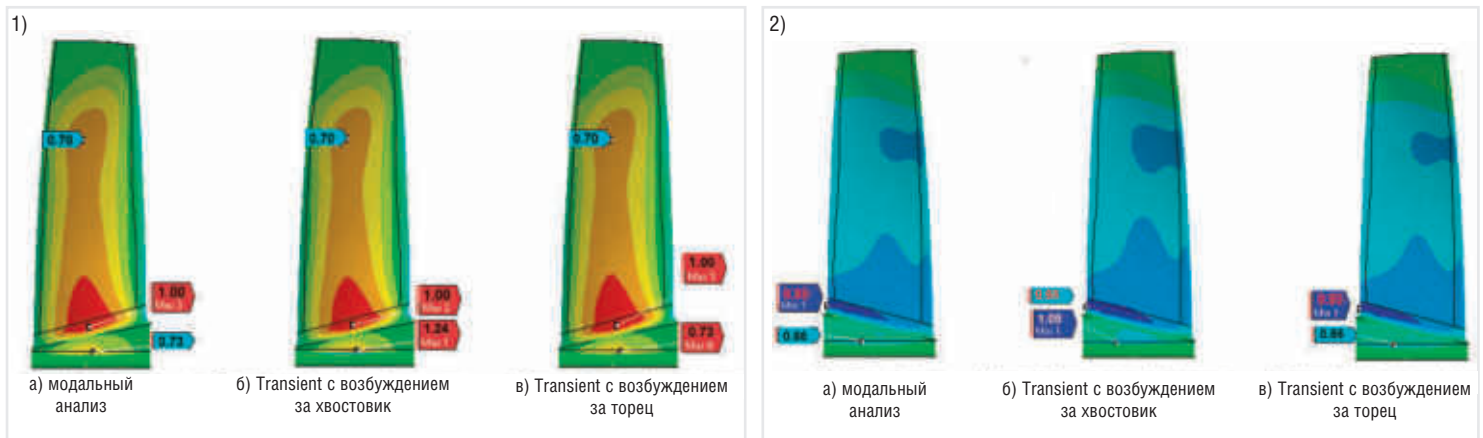 1)
0.70
1.00
0.73
а) модальный
анализ
0.70
1.00
1.24
б) Transient с возбуждением
за хвостовик
0.70
1.00
0.73
в) Transient с возбуждением
за торец
2)
0.86
а) модальный
анализ
б) Transient с возбуждением
за хвостовик
0.86
в) Transient с возбуждением
за торец